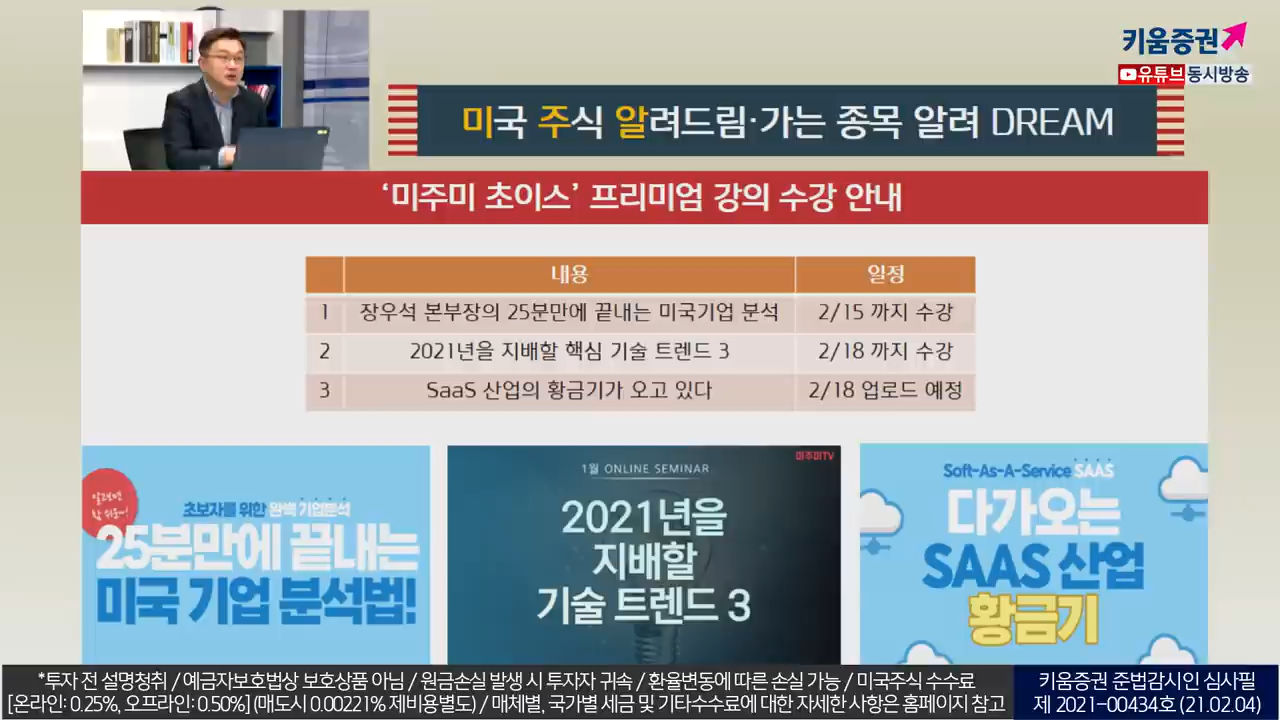 키움증권
유튜브동시방송
미국 주식 알려드림·가는 종목 알려 DREAM
‘미주미 초이스’ 프리미엄 강의 수강 안내
내용 일정
1 장우석 본부장의 25분만에 끝내는 미국기업 분석 2/15 까지 수강
2 2021년을 지배할 핵심 기술 트렌드 3 2/18 까지 수강
3 SaaS 산업의 황금기가 오고 있다 2/18 업로드 예정
초보자를 위한 완벽 기업분석
25분만에 끝내는
미국 기업 분석법!
미주미TV
1월 ONLINE SEMINAR
2021년을
지배할
기술 트렌드 3
Soft-As-A-Service SAAS
다가오는
SAAS 산업
황금기
*투자 전 설명청취 / 예금자보호법상 보호상품 아님 / 원금손실 발생 시 투자자 귀속 / 환율변동에 따른 손실 가능 / 미국주식 수수료
[온라인: 0.25%, 오프라인: 0.50%] (매도시 0.00221% 제비용별도) / 매체별, 국가별 세금 및 기타수수료에 대한 자세한 사항은 홈페이지 참고
키움증권 준법감시인 심사필
제 2021-00434호 (21.02.04)